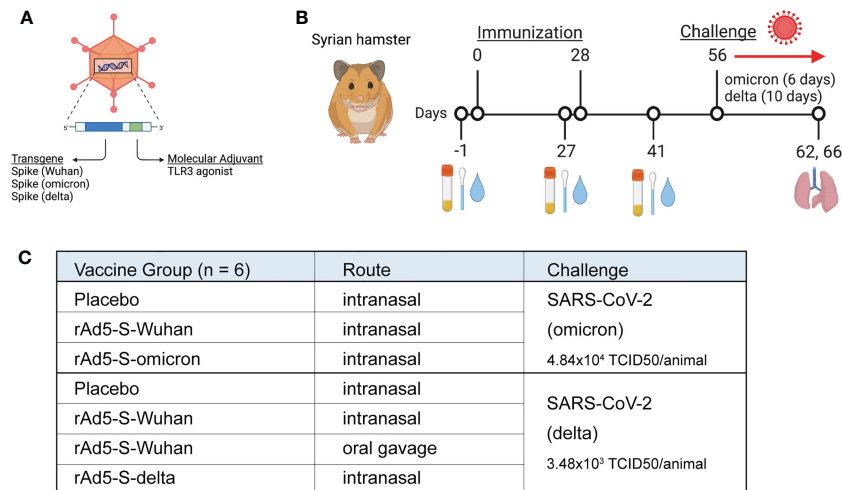 A
5'
3'
Transgene
Spike (Wuhan)
Spike (omicron)
Spike (delta)
Molecular Adjuvant
TLR3 agonist
B
Syrian hamster
Immunization
Challenge
0
28
56
omicron (6 days)
delta (10 days)
Days
-1
27
41
62, 66
C
Vaccine Group (n = 6) Route Challenge
Placebo intranasal SARS-CoV-2
rAd5-S-Wuhan intranasal (omicron)
rAd5-S-omicron intranasal 4.84x10⁴ TCID50/animal
Placebo intranasal SARS-CoV-2
rAd5-S-Wuhan intranasal (delta)
rAd5-S-Wuhan oral gavage 3.48x10³ TCID50/animal
rAd5-S-delta intranasal